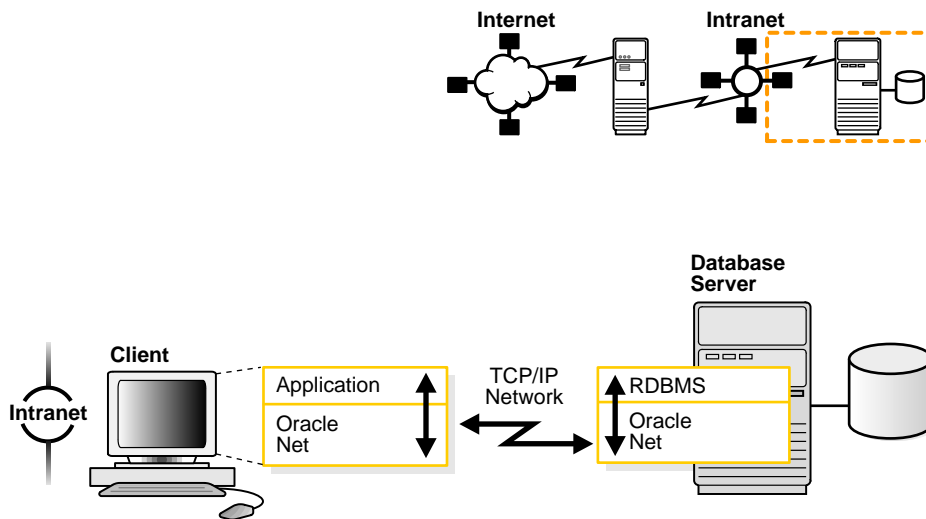 Internet
Intranet
Database
Server
Client
Intranet
Application
Oracle
Net
TCP/IP
Network
RDBMS
Oracle
Net